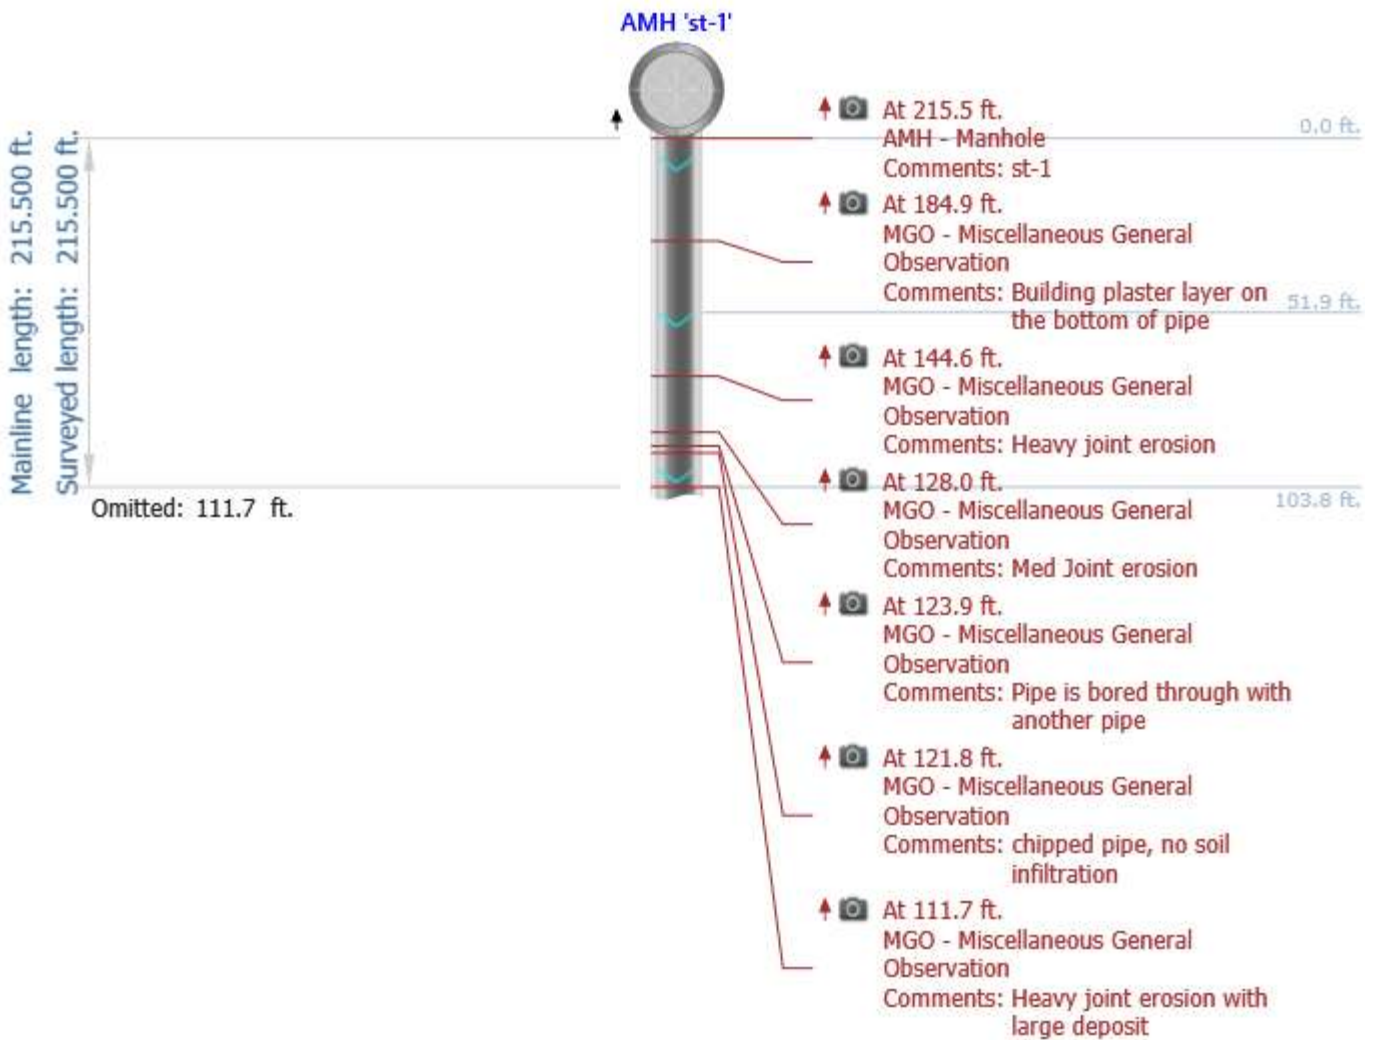 AMH 'st-1'
Mainline length: 215.500 ft.
Surveyed length: 215.500 ft.
At 215.5 ft.
0.0 ft.
AMH - Manhole
Comments: st-1
At 184.9 ft.
MGO - Miscellaneous General
Observation
Comments: Building plaster layer on
51.9 ft.
the bottom of pipe
At 144.6 ft.
MGO - Miscellaneous General
Observation
Comments: Heavy joint erosion
At 128.0 ft.
103.8 ft.
Omitted: 111.7 ft.
MGO - Miscellaneous General
Observation
Comments: Med Joint erosion
At 123.9 ft.
MGO - Miscellaneous General
Observation
Comments: Pipe is bored through with
another pipe
At 121.8 ft.
MGO - Miscellaneous General
Observation
Comments: chipped pipe, no soil
infiltration
At 111.7 ft.
MGO - Miscellaneous General
Observation
Comments: Heavy joint erosion with
large deposit